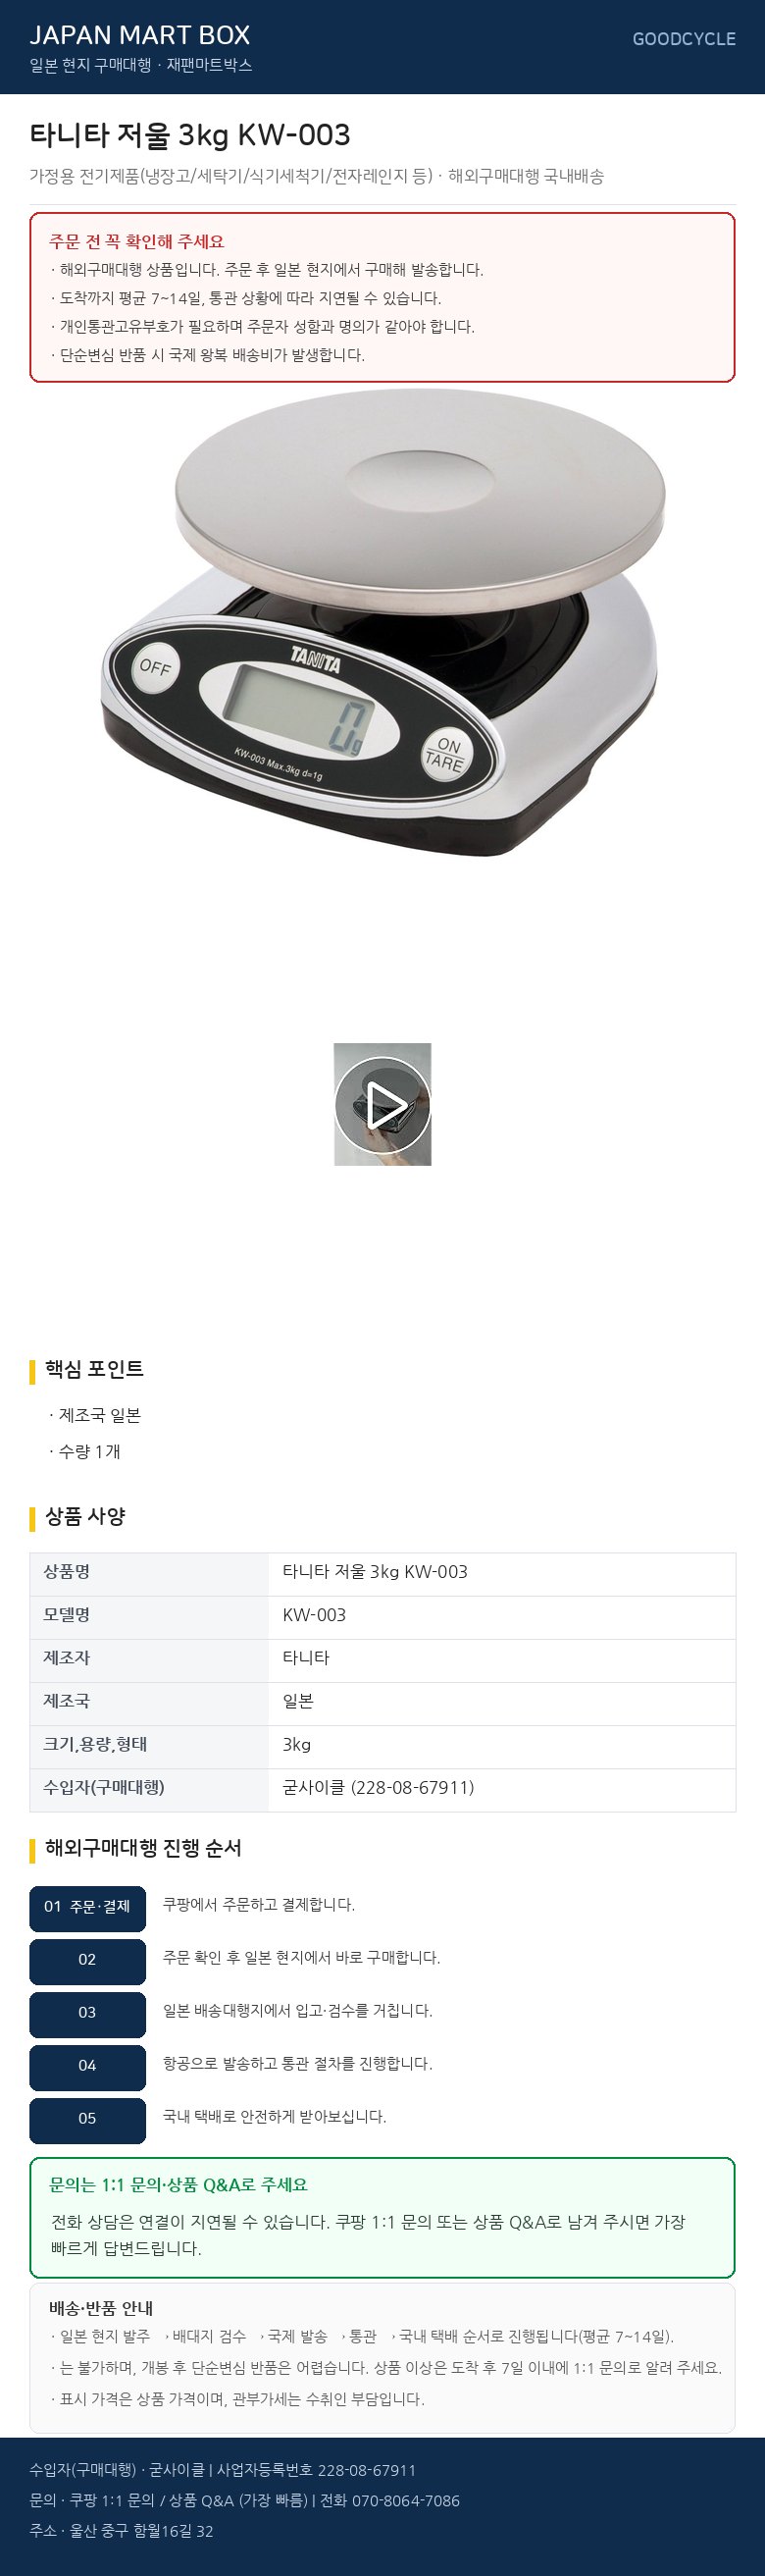 JAPAN MART BOX
일본 현지 구매대행 · 재팬마트박스
GOODCYCLE
타니타 저울 3kg KW-003
가정용 전기제품(냉장고/세탁기/식기세척기/전자레인지 등) · 해외구매대행 국내배송
주문 전 꼭 확인해 주세요
· 해외구매대행 상품입니다. 주문 후 일본 현지에서 구매해 발송합니다.
· 도착까지 평균 7~14일, 통관 상황에 따라 지연될 수 있습니다.
· 개인통관고유부호가 필요하며 주문자 성함과 명의가 같아야 합니다.
· 단순변심 반품 시 국제 왕복 배송비가 발생합니다.
TANITA
OFF
0g
ON
TARE
KW-003 Max.3kg d=1g
핵심 포인트
· 제조국 일본
· 수량 1개
상품 사양
상품명 타니타 저울 3kg KW-003
모델명 KW-003
제조자 타니타
제조국 일본
크기,용량,형태 3kg
수입자(구매대행) 굳사이클 (228-08-67911)
해외구매대행 진행 순서
01 주문·결제 쿠팡에서 주문하고 결제합니다.
02 주문 확인 후 일본 현지에서 바로 구매합니다.
03 일본 배송대행지에서 입고·검수를 거칩니다.
04 항공으로 발송하고 통관 절차를 진행합니다.
05 국내 택배로 안전하게 받아보십니다.
문의는 1:1 문의·상품 Q&A로 주세요
전화 상담은 연결이 지연될 수 있습니다. 쿠팡 1:1 문의 또는 상품 Q&A로 남겨 주시면 가장
빠르게 답변드립니다.
배송·반품 안내
· 일본 현지 발주 › 배대지 검수 › 국제 발송 › 통관 › 국내 택배 순서로 진행됩니다(평균 7~14일).
· 는 불가하며, 개봉 후 단순변심 반품은 어렵습니다. 상품 이상은 도착 후 7일 이내에 1:1 문의로 알려 주세요.
· 표시 가격은 상품 가격이며, 관부가세는 수취인 부담입니다.
수입자(구매대행) · 굳사이클 | 사업자등록번호 228-08-67911
문의 · 쿠팡 1:1 문의 / 상품 Q&A (가장 빠름) | 전화 070-8064-7086
주소 · 울산 중구 함월16길 32